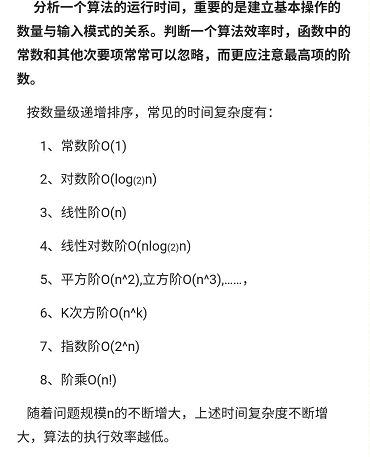 分析一个算法的运行时间，重要的是建立基本操作的
数量与输入模式的关系。判断一个算法效率时，函数中的
常数和其他次要项常常可以忽略，而更应注意最高项的阶
数。
按数量级递增排序，常见的时间复杂度有：
1、常数阶O(1)
2、对数阶O(log(2)n)
3、线性阶O(n)
4、线性对数阶O(nlog(2)n)
5、平方阶O(n^2),立方阶O(n^3),......，
6、K次方阶O(n^k)
7、指数阶O(2^n)
8、阶乘O(n!)
随着问题规模n的不断增大，上述时间复杂度不断增
大，算法的执行效率越低。